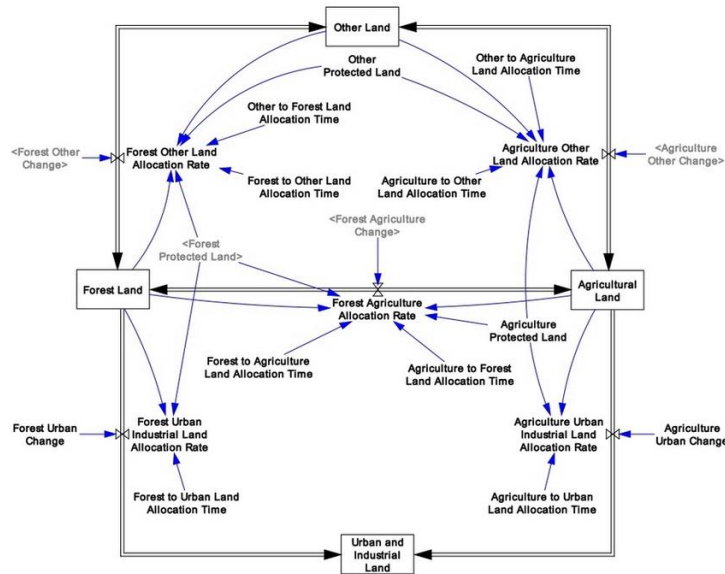 Other Land
Other
Protected Land
Other to Agriculture
Land Allocation Time
Other to Forest Land
Allocation Time
<Forest Other
Change>
Forest Other Land
Allocation Rate
Agriculture Other
Land Allocation Rate
<Agriculture
Other Change>
Forest to Other Land
Allocation Time
Agriculture to Other
Land Allocation Time
<Forest Agriculture
Change>
<Forest
Protected Land>
Forest Land
Agricultural
Land
Forest Agriculture
Allocation Rate
Agriculture
Protected Land
Forest to Agriculture
Land Allocation Time
Agriculture to Forest
Land Allocation Time
Forest Urban
Change
Forest Urban
Industrial Land
Allocation Rate
Agriculture Urban
Industrial Land
Allocation Rate
Agriculture
Urban Change
Forest to Urban Land
Allocation Time
Agriculture to Urban
Land Allocation Time
Urban and
Industrial
Land